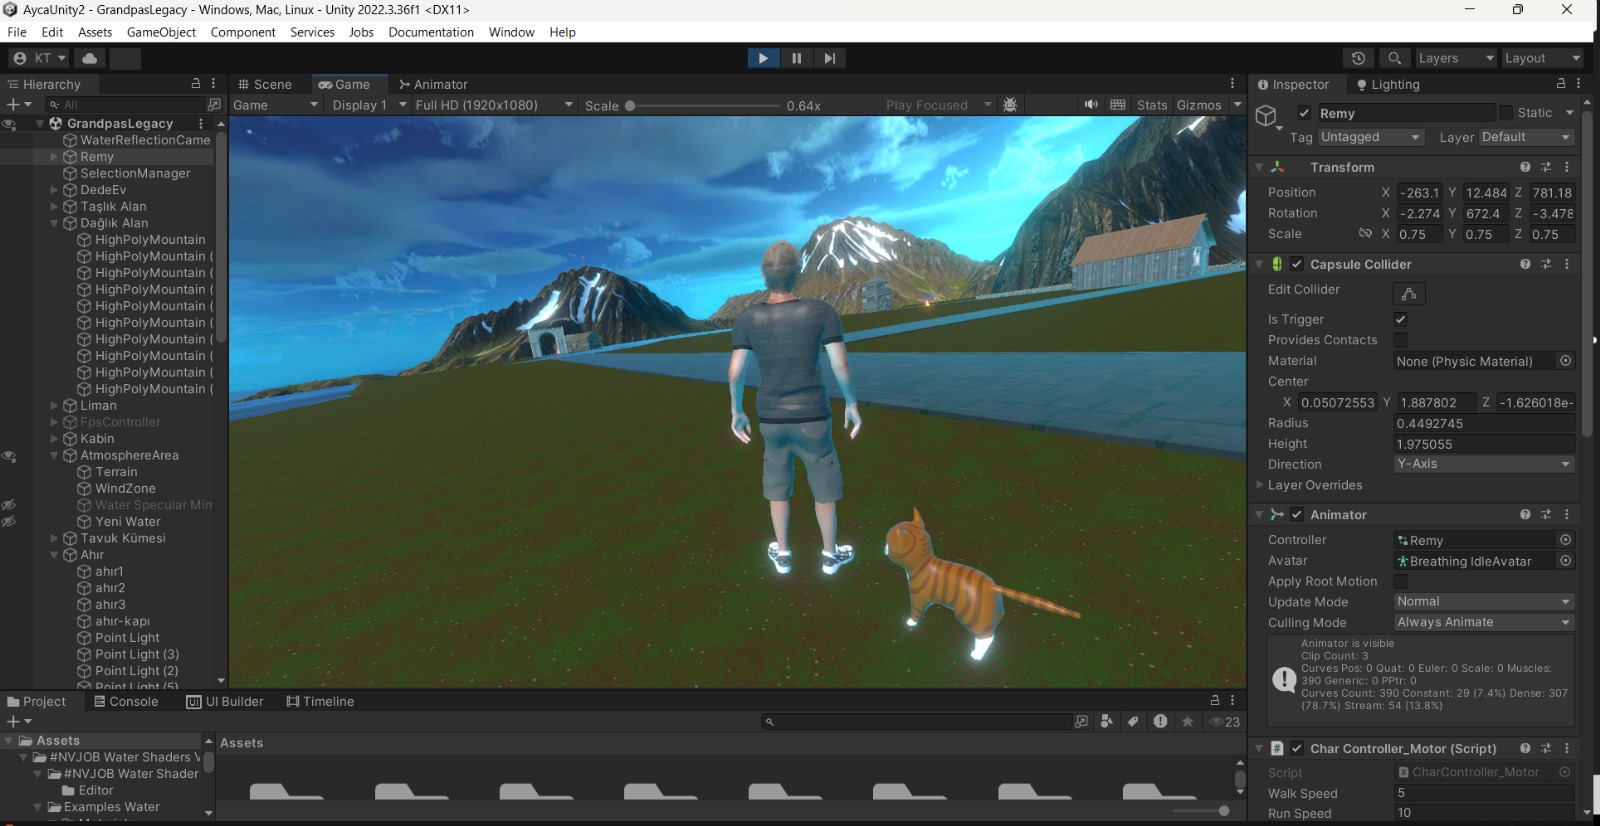 AycaUnity2 - GrandpasLegacy - Windows, Mac, Linux - Unity 2022.3.36f1 <DX11>
File Edit Assets GameObject Component Services Jobs Documentation Window Help
KT Layers Layout
Hierarchy
All
GrandpasLegacy
WaterReflectionCame
Remy
SelectionManager
DedeEv
Taşlık Alan
Dağlık Alan
HighPolyMountain
HighPolyMountain (
HighPolyMountain (
HighPolyMountain (
HighPolyMountain (
HighPolyMountain (
HighPolyMountain (
HighPolyMountain (
HighPolyMountain (
HighPolyMountain (
Liman
FpsController
Kabin
AtmosphereArea
Terrain
WindZone
Water Specular Mirr
Yeni Water
Tavuk Kümesi
Ahır
ahır1
ahır2
ahır3
ahır-kapı
Point Light
Point Light (3)
Point Light (2)
Point Light (5)
Scene Game Animator
Game Display 1 Full HD (1920x1080) Scale 0.64x Play Focused Stats Gizmos
Inspector Lighting
Remy Static
Tag Untagged Layer Default
Transform
Position X -263.1 Y 12.484 Z 781.18
Rotation X -2.274 Y 672.4 Z -3.478
Scale X 0.75 Y 0.75 Z 0.75
Capsule Collider
Edit Collider
Is Trigger
Provides Contacts
Material None (Physic Material)
Center
X 0.05072553 Y 1.887802 Z -1.626018e-
Radius 0.4492745
Height 1.975055
Direction Y-Axis
Layer Overrides
Animator
Controller Remy
Avatar Breathing IdleAvatar
Apply Root Motion
Update Mode Normal
Culling Mode Always Animate
Animator is visible
Clip Count: 3
Curves Pos: 0 Quat: 0 Euler: 0 Scale: 0 Muscles:
390 Generic: 0 PPtr: 0
Curves Count: 390 Constant: 29 (7.4%) Dense: 307
(78.7%) Stream: 54 (13.8%)
Char Controller_Motor (Script)
Script CharController_Motor
Walk Speed 5
Run Speed 10
Project Console UI UI Builder Timeline
23
Assets
#NVJOB Water Shaders V
#NVJOB Water Shader
Editor
Examples Water
Assets